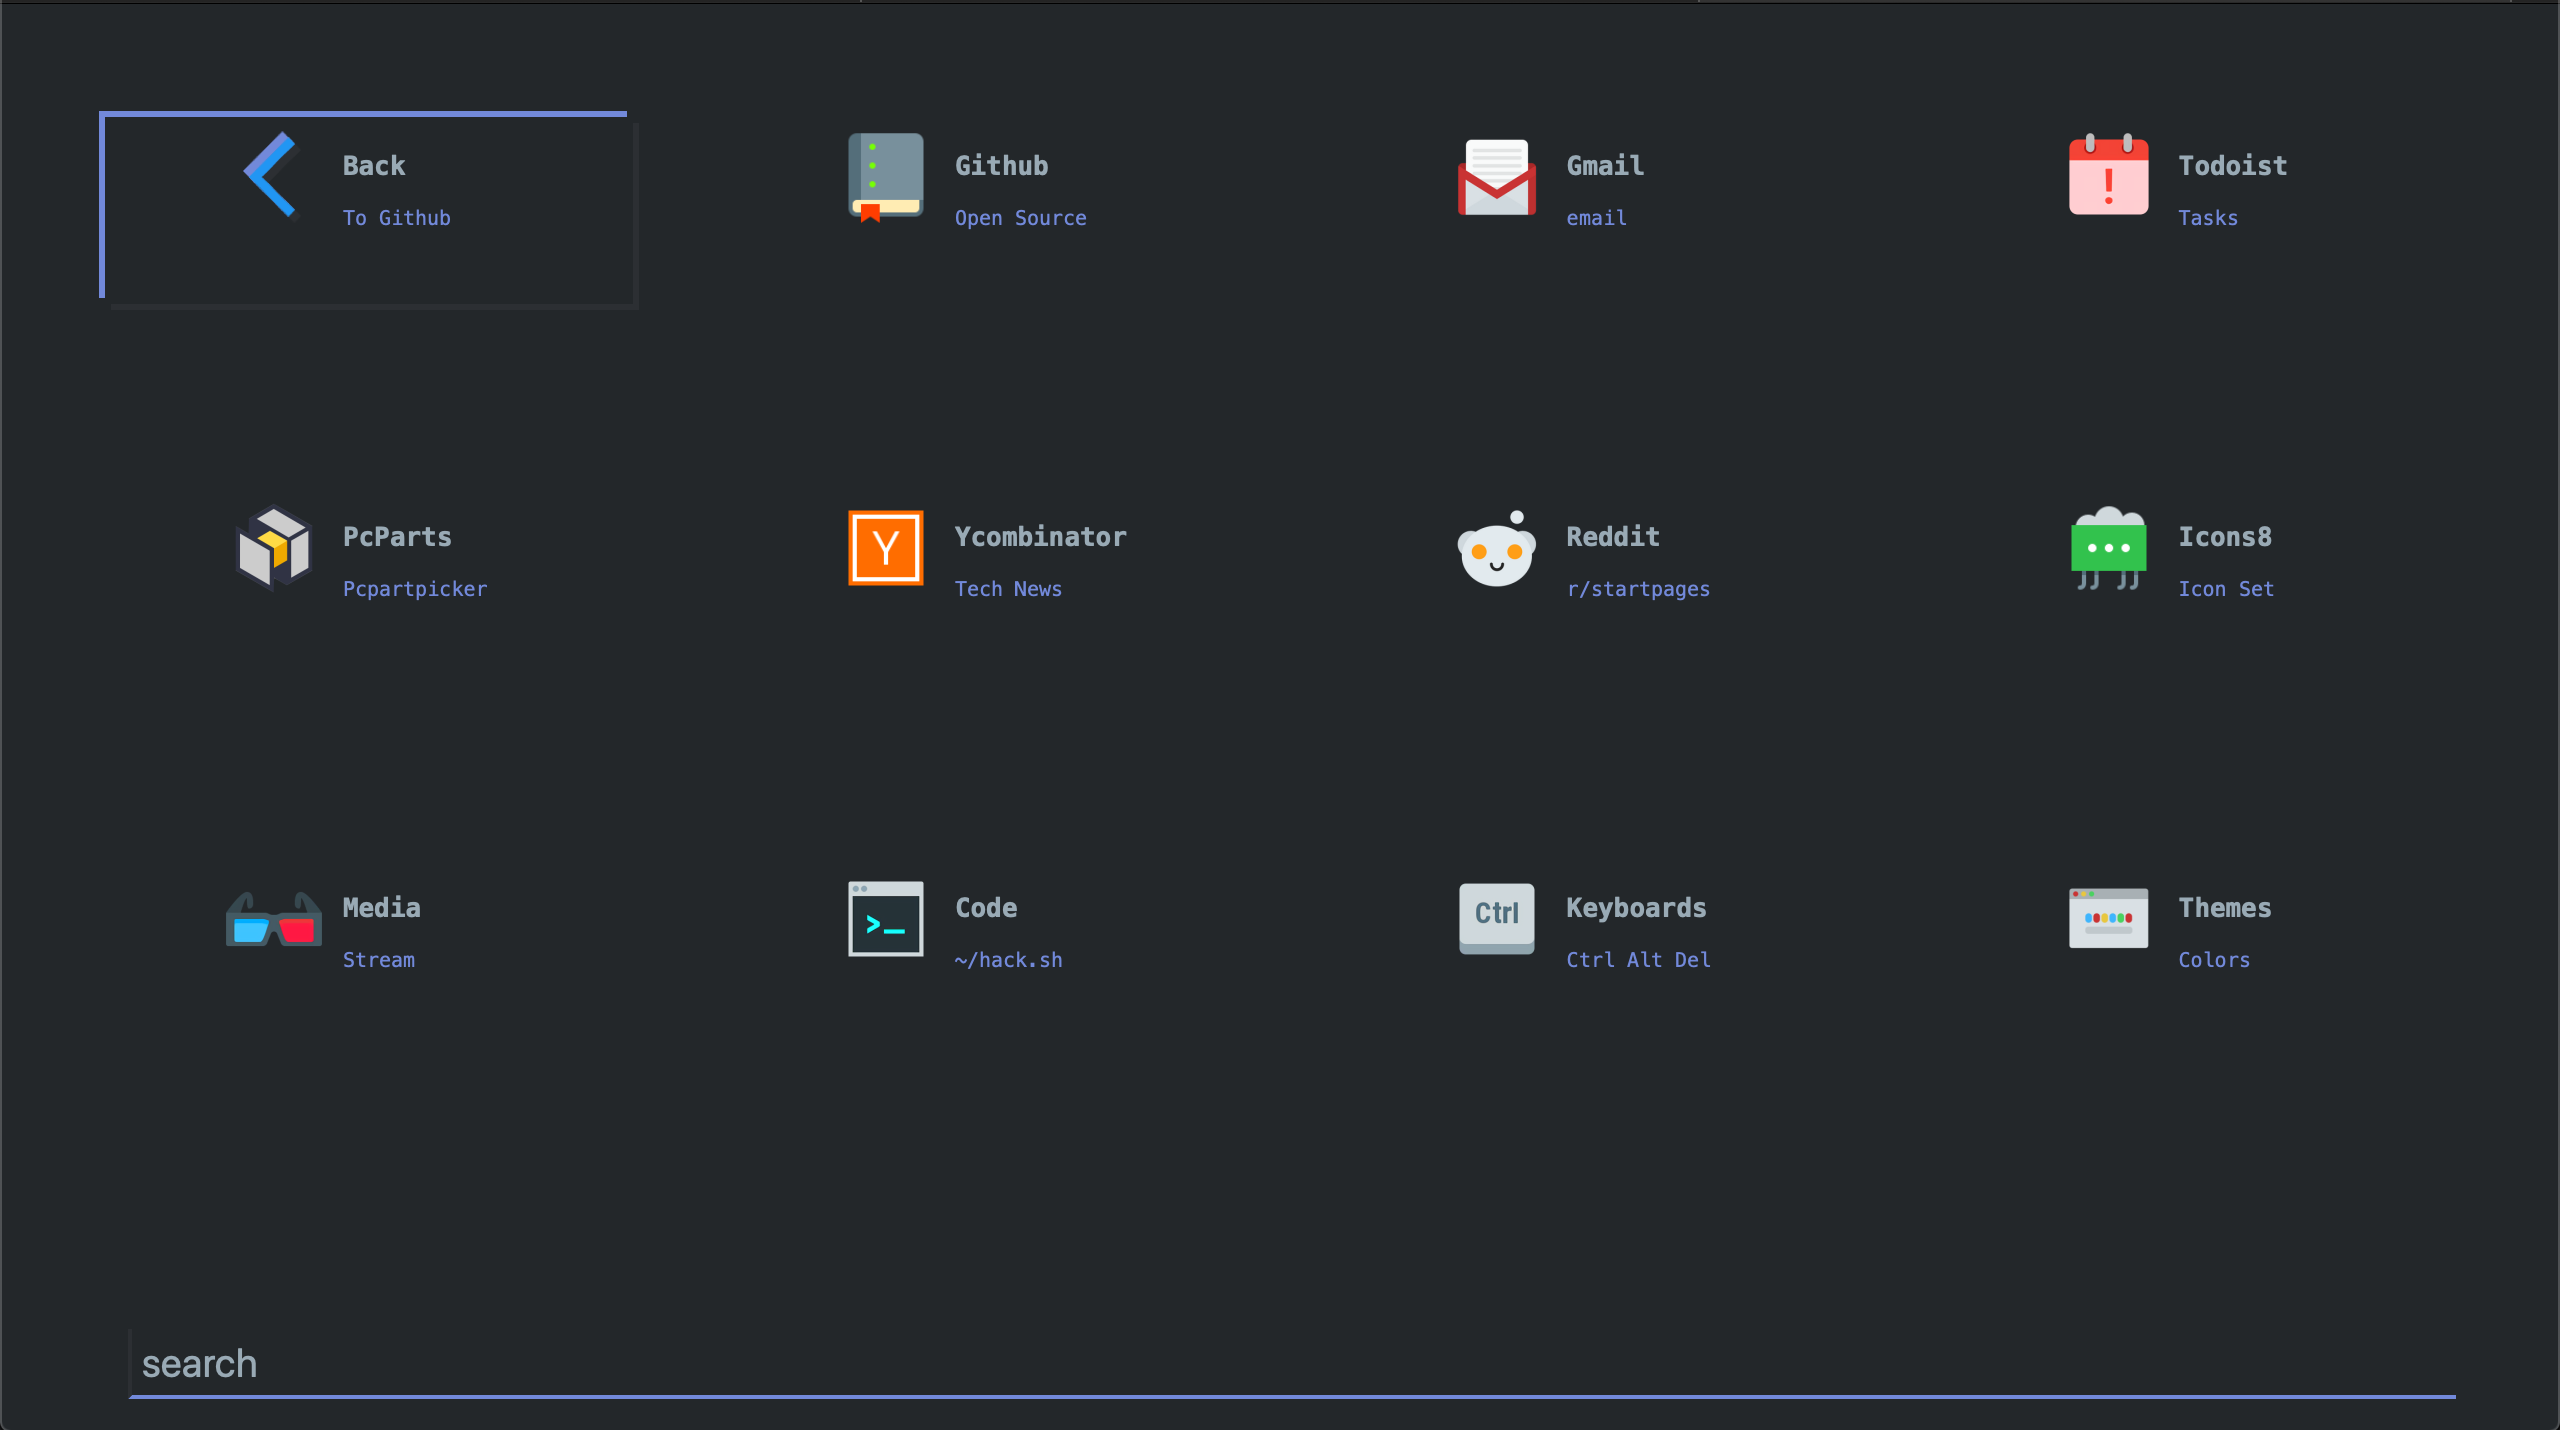 Back
To Github
Github
Open Source
Gmail
email
Todoist
Tasks
PcParts
Pcpartpicker
Y
Ycombinator
Tech News
Reddit
r/startpages
Icons8
Icon Set
Media
Stream
>_
Code
~/hack.sh
Ctrl
Keyboards
Ctrl Alt Del
Themes
Colors
search